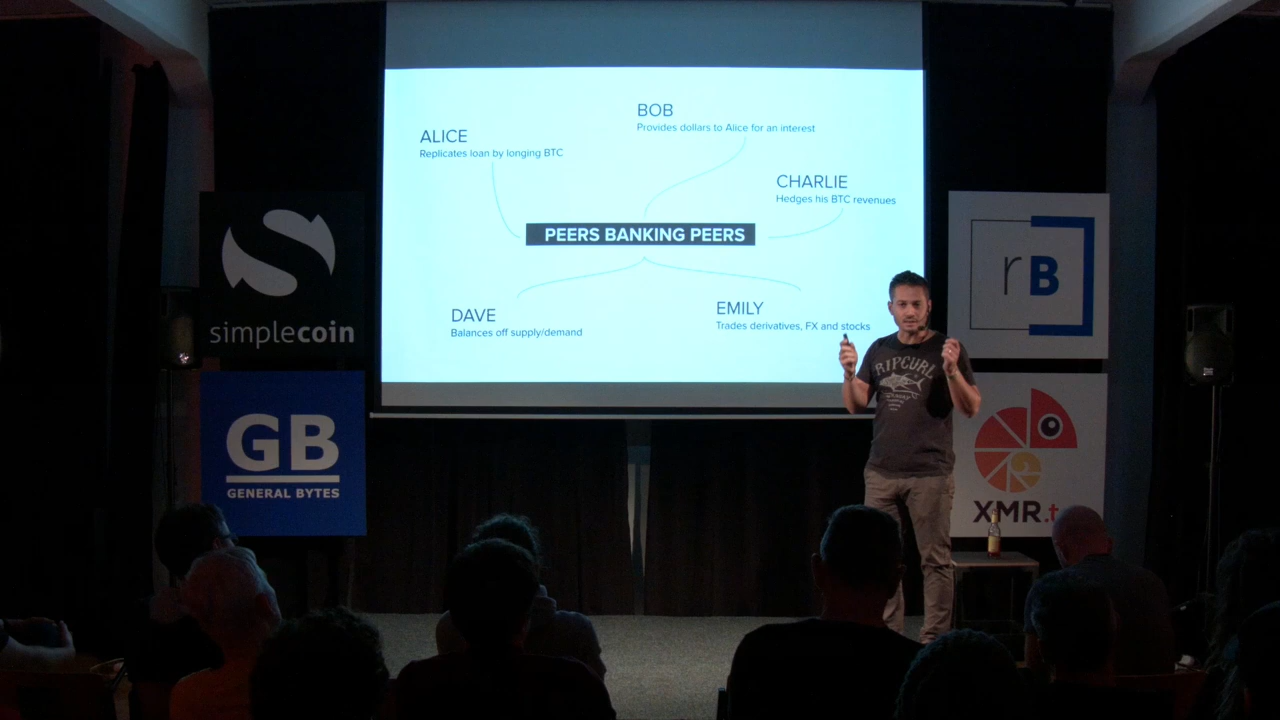 BOB
Provides dollars to Alice for an interest
ALICE
Replicates loan by longing BTC
CHARLIE
Hedges his BTC revenues
PEERS BANKING PEERS
DAVE
Balances off supply/demand
EMILY
Trades derivatives, FX and stocks
simplecoin
GB
GENERAL BYTES
rB
RIPCURL
XMR.t